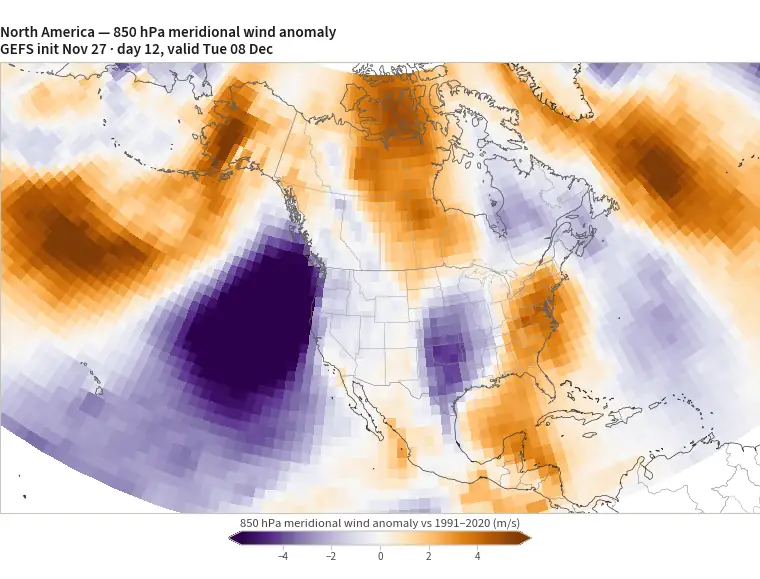 North America — 850 hPa meridional wind anomaly
GEFS init Nov 27 · day 12, valid Tue 08 Dec
850 hPa meridional wind anomaly vs 1991–2020 (m/s)
−4 −2 0 2 4